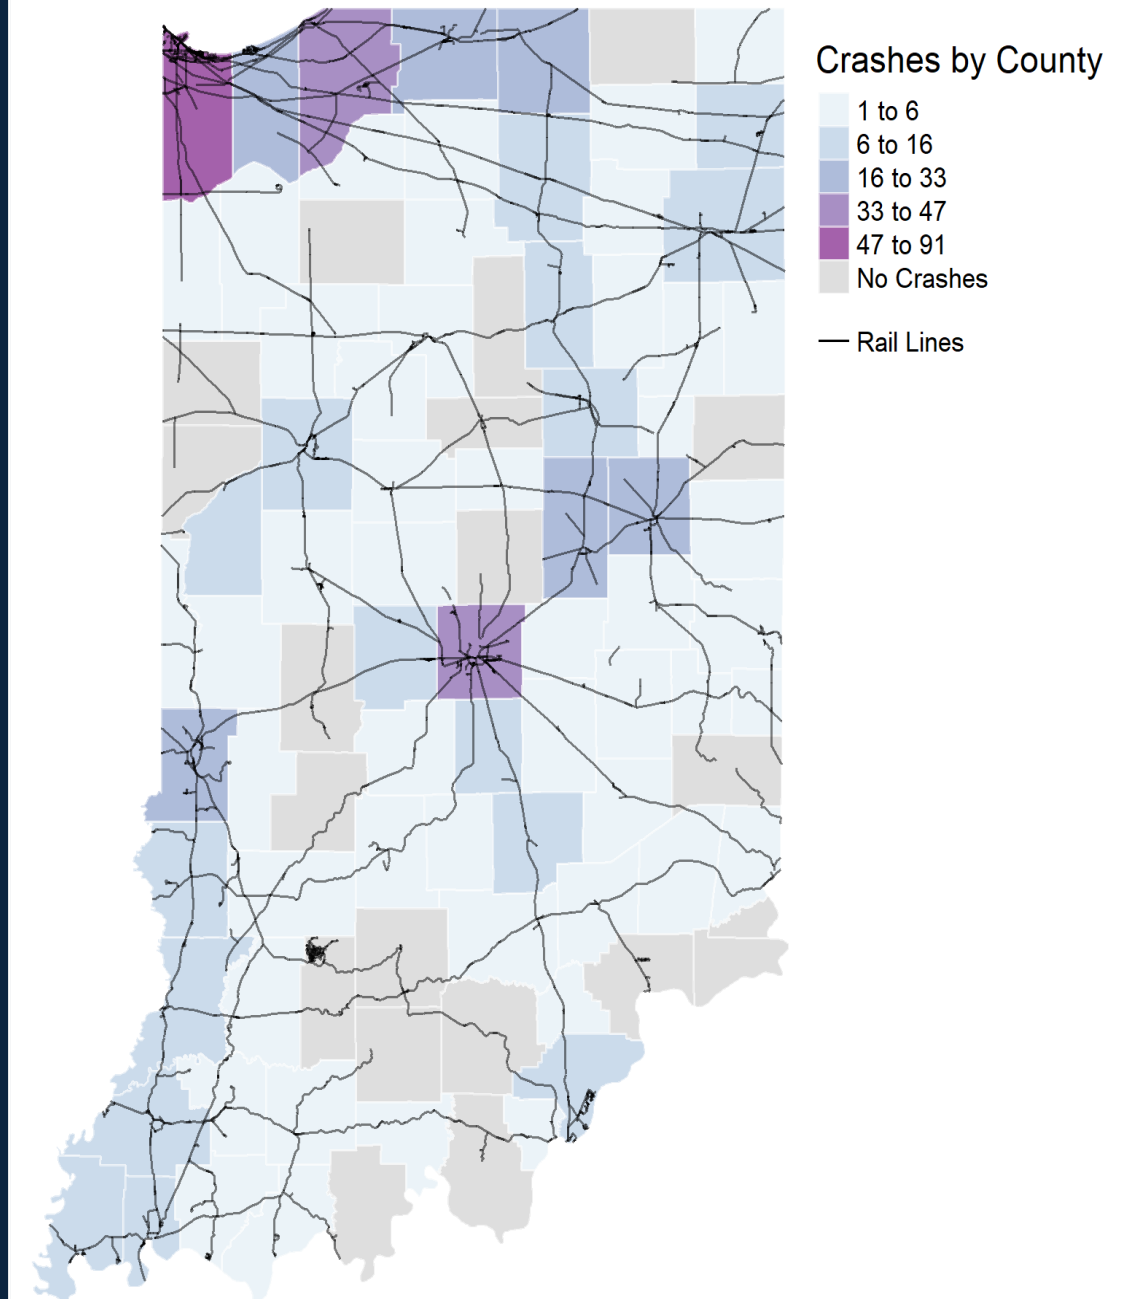 Crashes by County
1 to 6
6 to 16
16 to 33
33 to 47
47 to 91
No Crashes
Rail Lines